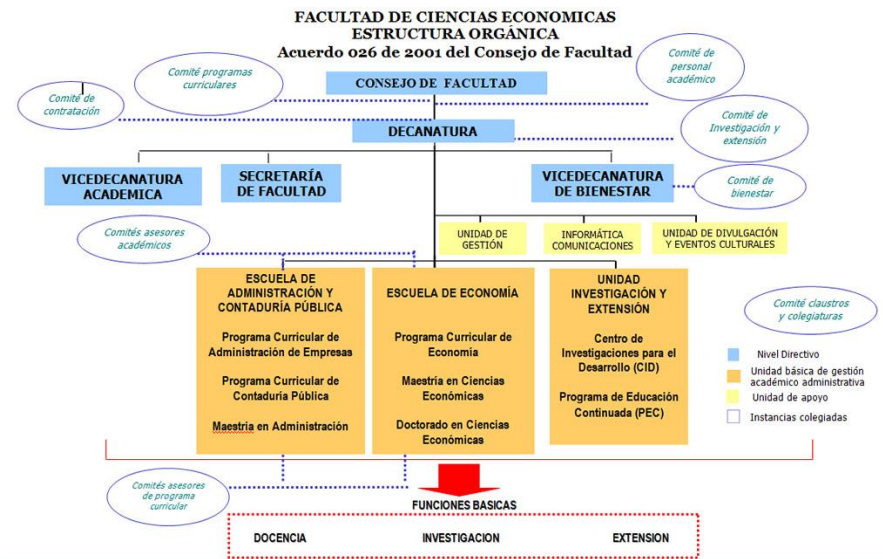 FACULTAD DE CIENCIAS ECONOMICAS
ESTRUCTURA ORGÁNICA
Acuerdo 026 de 2001 del Consejo de Facultad
Comité programas
curriculares
Comité de
personal
académico
Comité de
contratación
CONSEJO DE FACULTAD
Comité de
Investigación y
extensión
DECANATURA
VICEDECANATURA
ACADEMICA
SECRETARÍA
DE FACULTAD
VICEDECANATURA
DE BIENESTAR
Comité de
bienestar
Comités asesores
académicos
UNIDAD DE
GESTIÓN
INFORMÁTICA
COMUNICACIONES
UNIDAD DE DIVULGACIÓN
Y EVENTOS CULTURALES
ESCUELA DE
ADMINISTRACIÓN Y
CONTADURÍA PÚBLICA
Programa Curricular de
Administración de Empresas
Programa Curricular de
Contaduría Pública
Maestría en Administración
ESCUELA DE ECONOMÍA
Programa Curricular de
Economía
Maestría en Ciencias
Económicas
Doctorado en Ciencias
Económicas
UNIDAD
INVESTIGACIÓN Y
EXTENSIÓN
Centro de
Investigaciones para el
Desarrollo (CID)
Programa de Educación
Continuada (PEC)
Comité claustros
y colegiaturas
Nivel Directivo
Unidad básica de gestión
académico administrativa
Unidad de apoyo
Instancias colegiadas
Comités asesores
de programa
curricular
FUNCIONES BASICAS
DOCENCIA INVESTIGACION EXTENSION